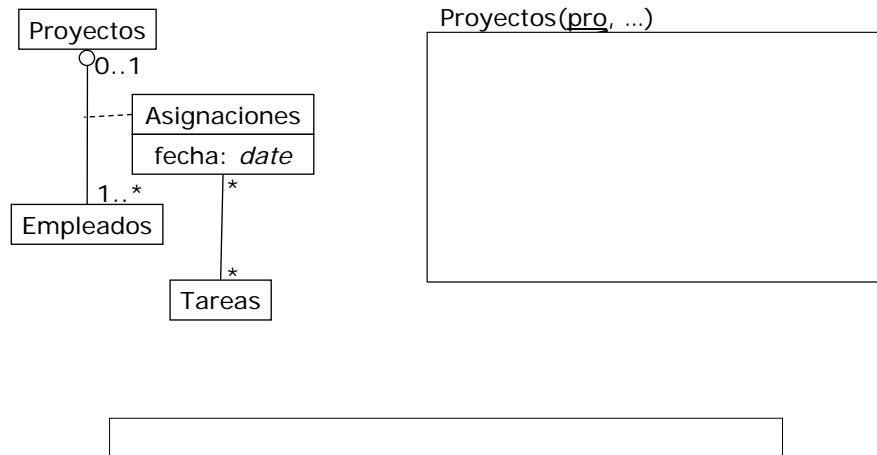 Proyectos
0..1
Asignaciones
fecha: date
*
1..*
Empleados
*
Tareas
Proyectos(pro, ...)